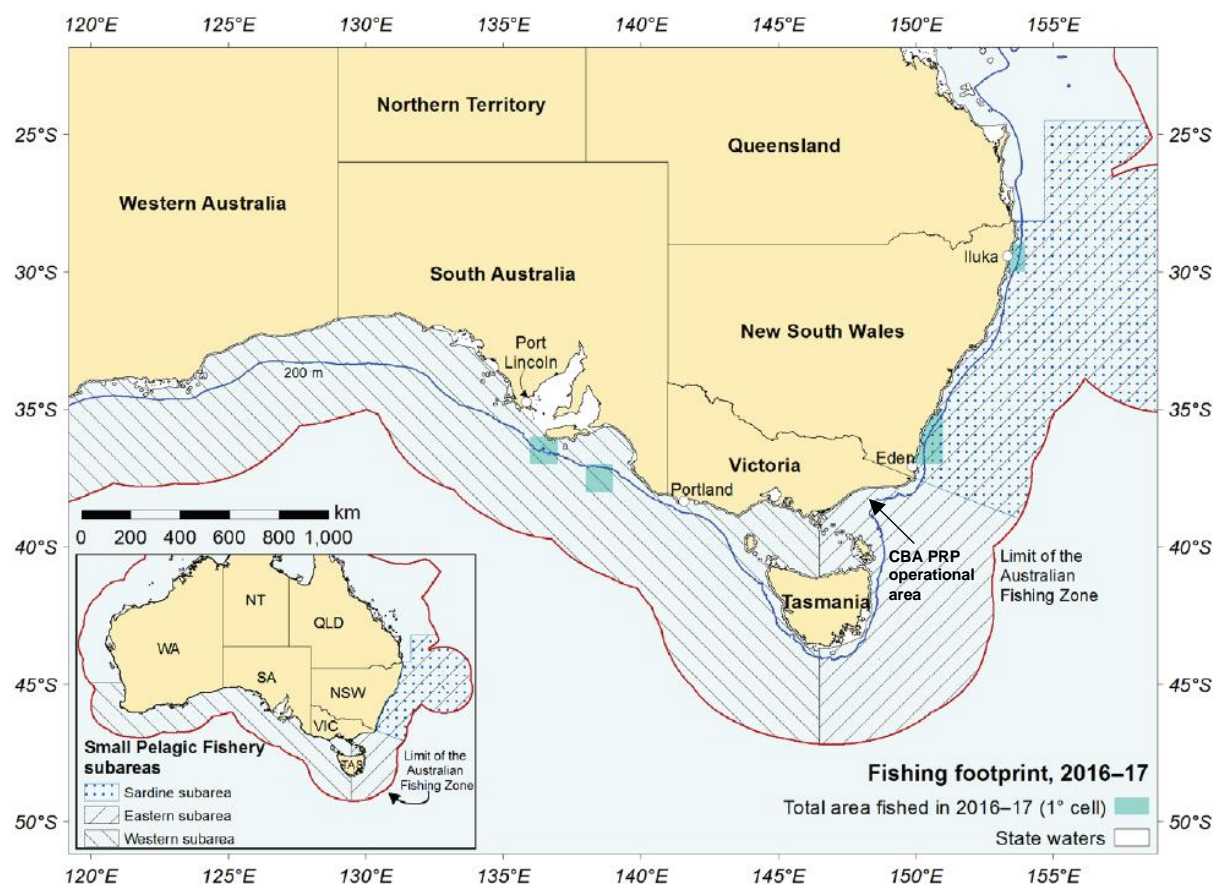 120°E 125°E 130°E 135°E 140°E 145°E 150°E 155°E
Northern Territory
25°S
25°S
Queensland
Western Australia
Iluka
South Australia
30°S
30°S
New South Wales
Port
Lincoln
200 m
35°S
35°S
Victoria
Eden
Portland
km
0 200 400 600 800 1,000
40°S
40°S
CBA PRP
operational
area
Limit of the
Australian
Fishing Zone
Tasmania
NT
QLD
WA
SA
NSW
VIC
TAS
45°S
45°S
Small Pelagic Fishery
subareas
Limit of the
Australian
Fishing Zone
Sardine subarea
Eastern subarea
Western subarea
Fishing footprint, 2016–17
Total area fished in 2016–17 (1° cell)
State waters
50°S
50°S
120°E 125°E 130°E 135°E 140°E 145°E 150°E 155°E